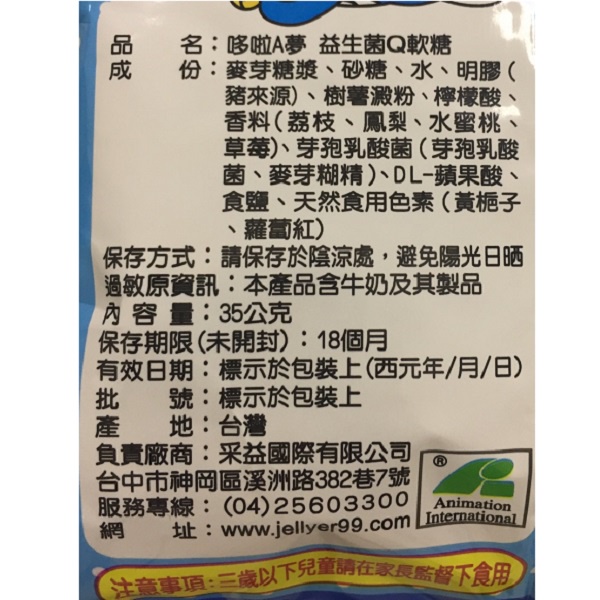 品　　名：哆啦A夢 益生菌Q軟糖
成　　份：麥芽糖漿、砂糖、水、明膠(
豬來源)、樹薯澱粉、檸檬酸、
香料(荔枝、鳳梨、水蜜桃、
草莓)、芽孢乳酸菌(芽孢乳酸
菌、麥芽糊精)、DL-蘋果酸、
食鹽、天然食用色素(黃梔子
、蘿蔔紅)
保存方式：請保存於陰涼處，避免陽光日晒
過敏原資訊：本產品含牛奶及其製品
內 容 量：35公克
保存期限(未開封)：18個月
有效日期：標示於包裝上(西元年/月/日)
批　　號：標示於包裝上
產　　地：台灣
負責廠商：采益國際有限公司
台中市神岡區溪洲路382巷7號
服務專線：(04)25603300
網　　址：www.jellyer99.com
®
Animation
International
注意事項:三歲以下兒童請在家長監督下食用